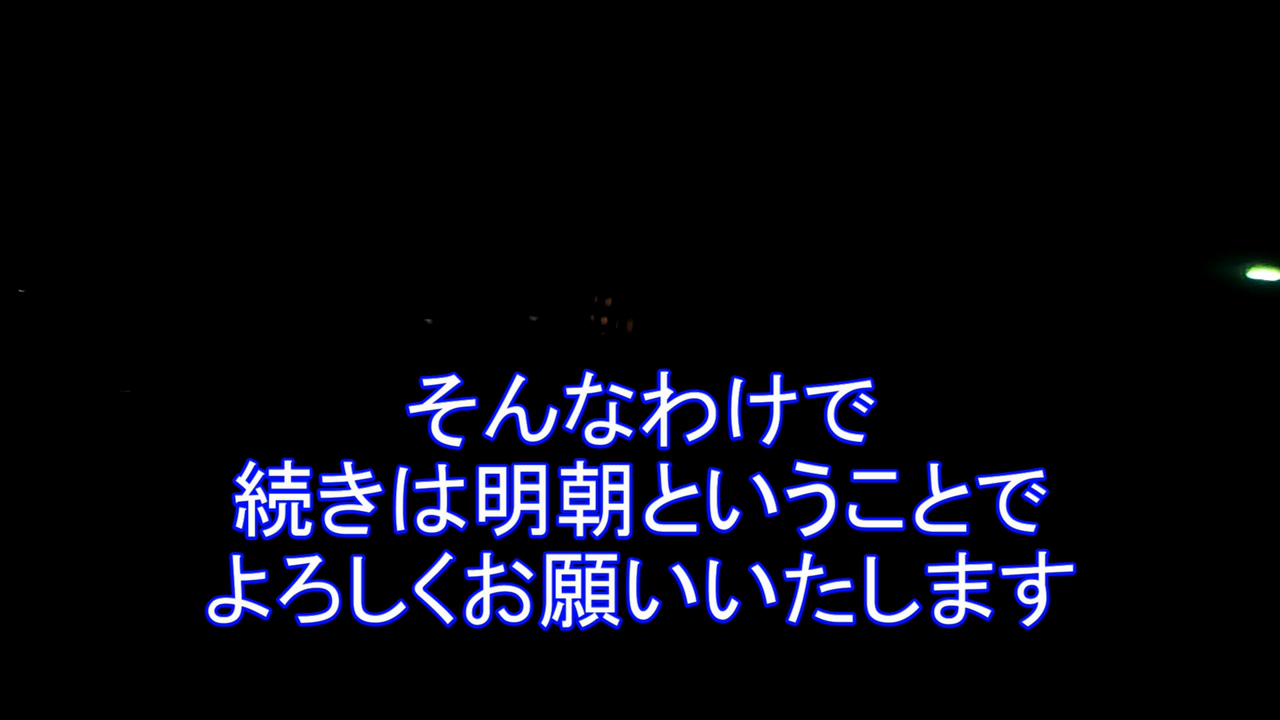 そんなわけで
続きは明朝ということで
よろしくお願いいたします